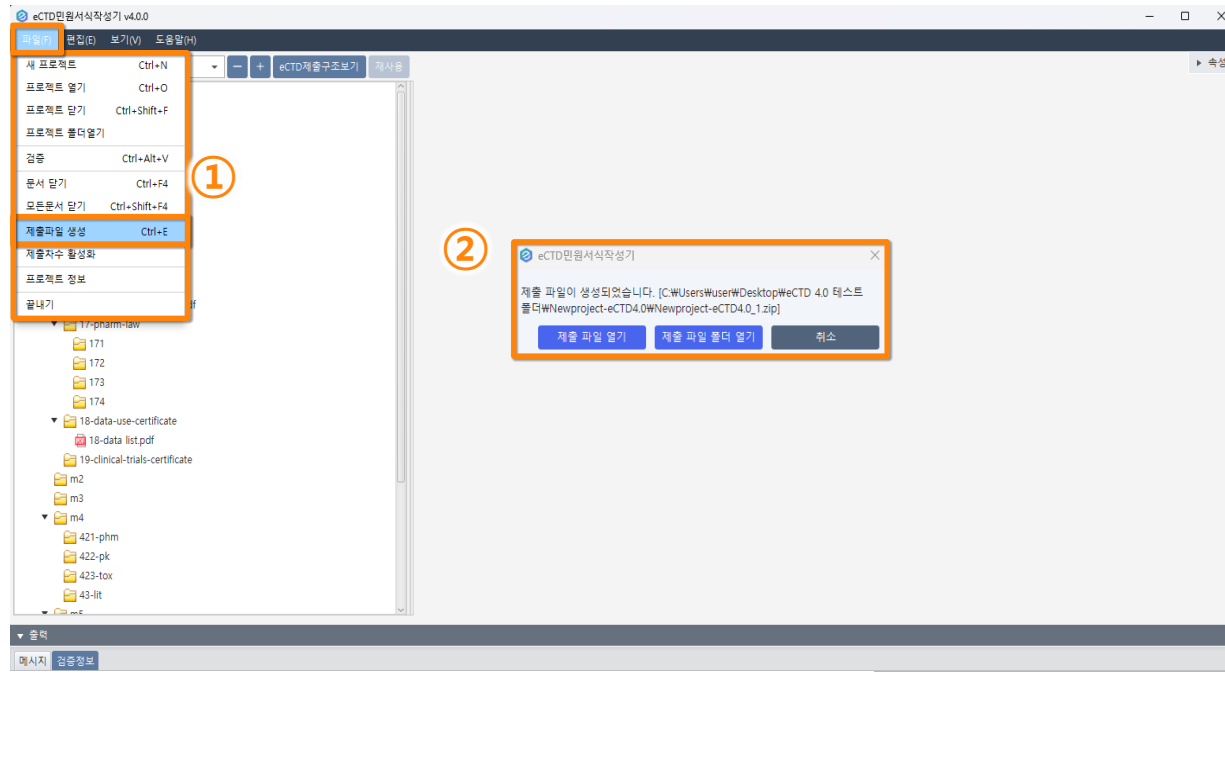 eCTD민원서식작성기 v4.0.0
파일(F) 편집(E) 보기(V) 도움말(H)
새 프로젝트 Ctrl+N
프로젝트 열기 Ctrl+O
프로젝트 닫기 Ctrl+Shift+F
프로젝트 폴더열기
검증 Ctrl+Alt+V
문서 닫기 Ctrl+F4
모든문서 닫기 Ctrl+Shift+F4
제출파일 생성 Ctrl+E
제출차수 활성화
프로젝트 정보
끝내기
①
eCTD제출구조보기 재사용
속성
②
eCTD민원서식작성기
제출 파일이 생성되었습니다. [C:₩Users₩user₩Desktop₩eCTD 4.0 테스트
폴더₩Newproject-eCTD4.0₩Newproject-eCTD4.0_1.zip]
제출 파일 열기 제출 파일 폴더 열기 취소
17-pharm-law
171
172
173
174
18-data-use-certificate
18-data list.pdf
19-clinical-trials-certificate
m2
m3
m4
421-phm
422-pk
423-tox
43-lit
출력
메시지 검증정보